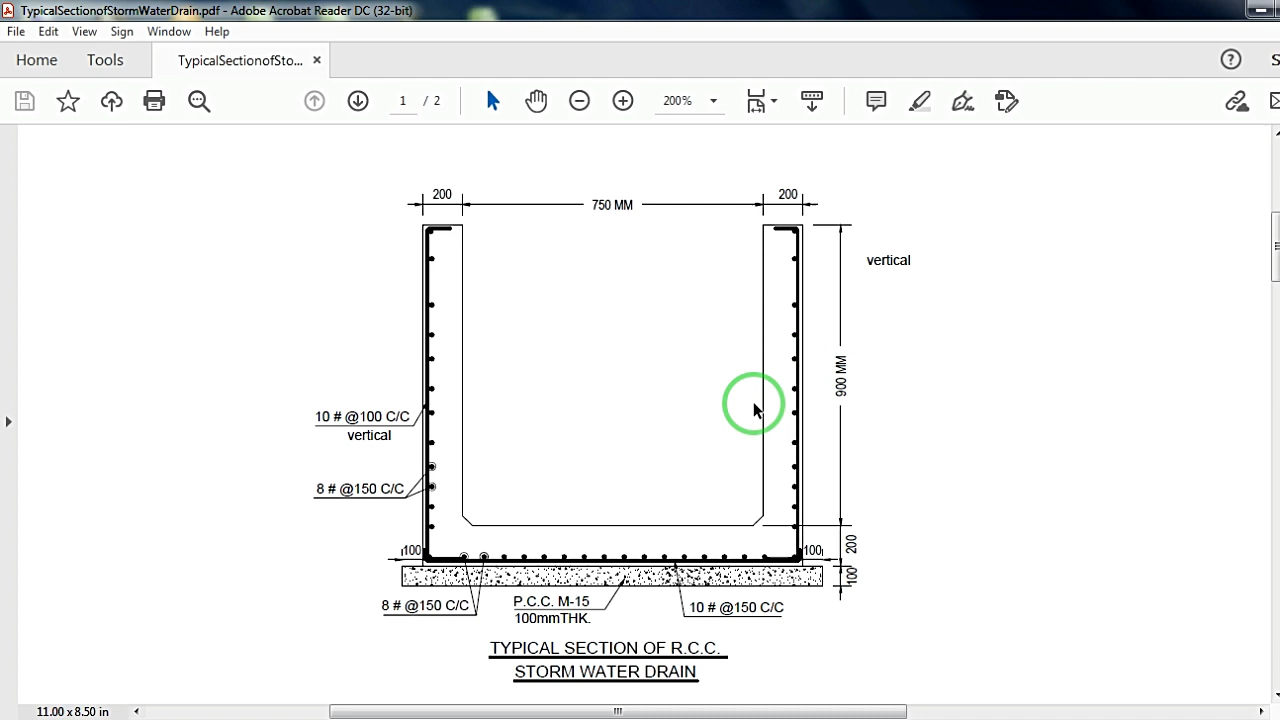 TypicalSectionofStormWaterDrain.pdf - Adobe Acrobat Reader DC (32-bit)
File Edit View Sign Window Help
Home Tools TypicalSectionofSto... ×
1 / 2 200%
200 750 MM 200
vertical
900 MM
10 # @100 C/C
vertical
8 # @150 C/C
100 100 200
100
8 # @150 C/C P.C.C. M-15 10 # @150 C/C
100mmTHK.
TYPICAL SECTION OF R.C.C.
STORM WATER DRAIN
11.00 x 8.50 in